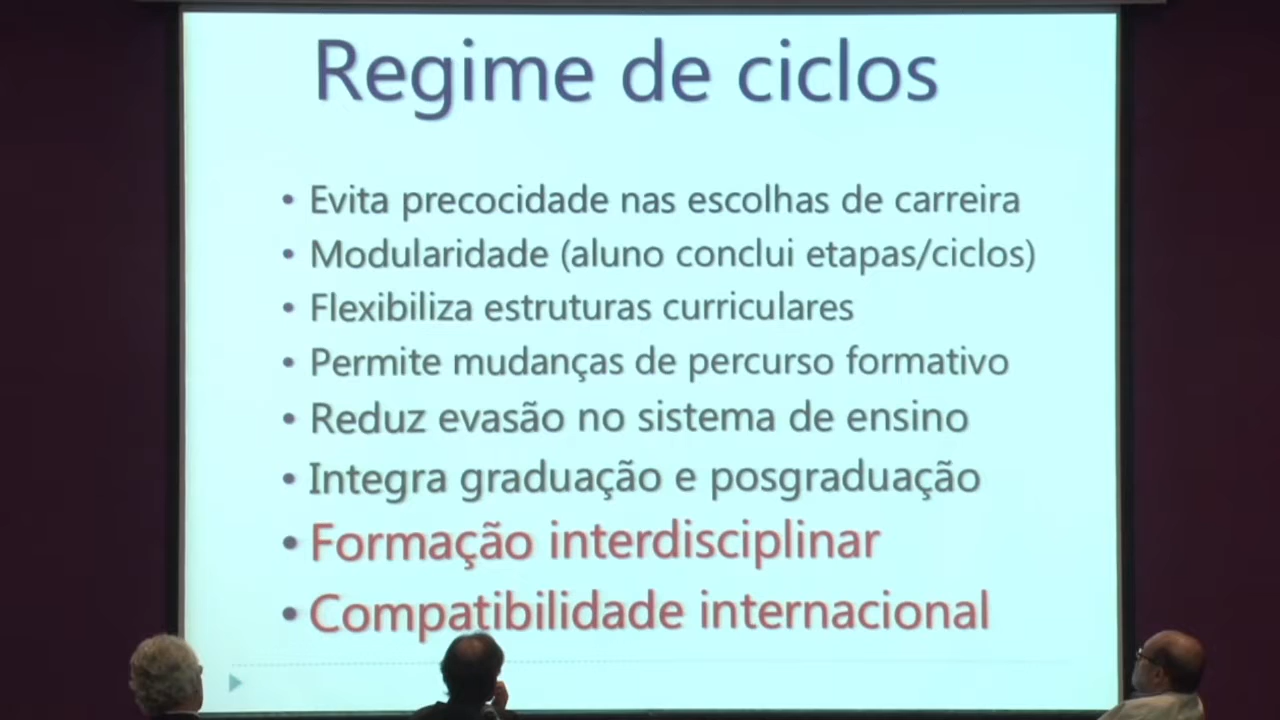 Regime de ciclos
• Evita precocidade nas escolhas de carreira
• Modularidade (aluno conclui etapas/ciclos)
• Flexibiliza estruturas curriculares
• Permite mudanças de percurso formativo
• Reduz evasão no sistema de ensino
• Integra graduação e posgraduação
• Formação interdisciplinar
• Compatibilidade internacional